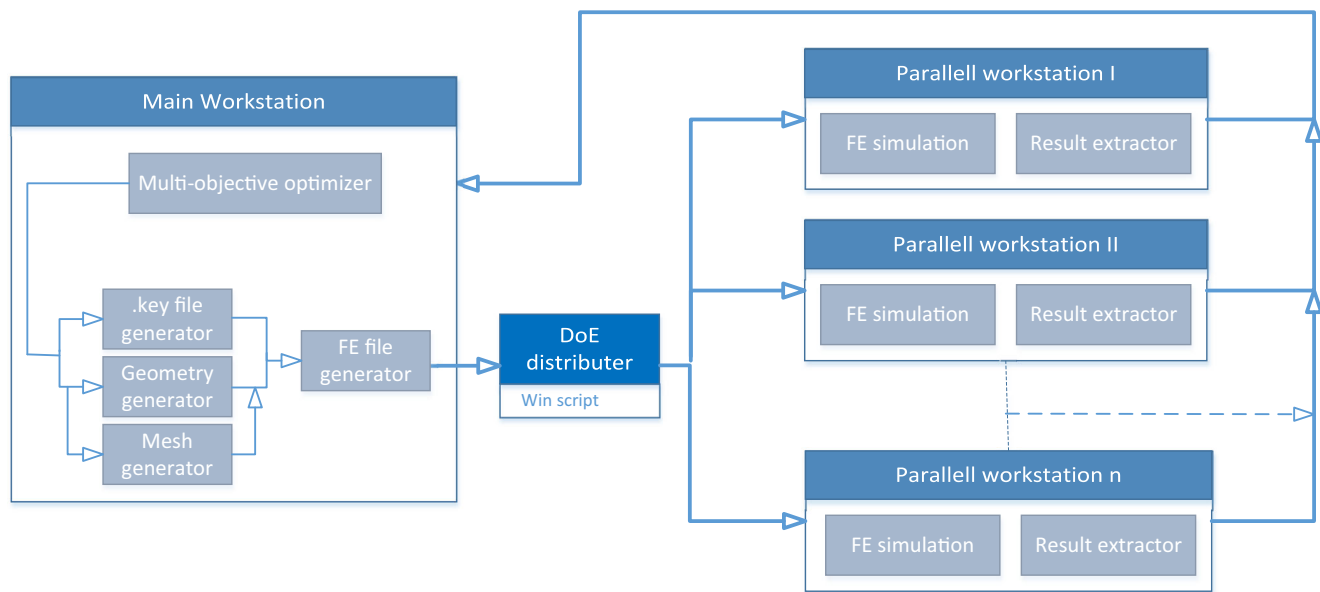 Main Workstation
Multi-objective optimizer
.key file
generator
Geometry
generator
Mesh
generator
FE file
generator
DoE
distributer
Win script
Parallell workstation I
FE simulation
Result extractor
Parallell workstation II
FE simulation
Result extractor
Parallell workstation n
FE simulation
Result extractor